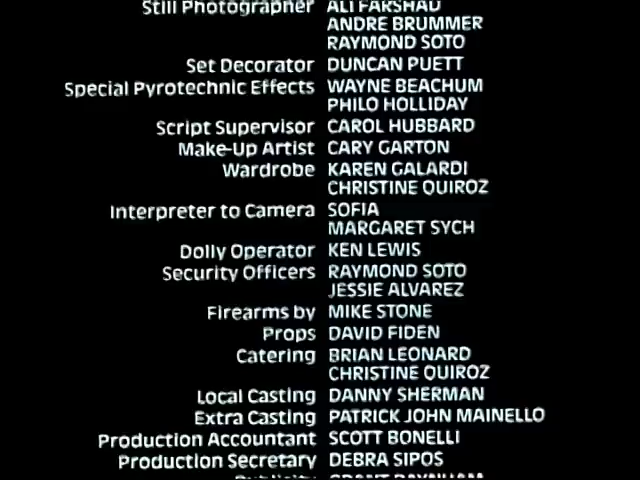 Still Photographer ALI FARSHAD
ANDRE BRUMMER
RAYMOND SOTO
Set Decorator DUNCAN PUETT
Special Pyrotechnic Effects WAYNE BEACHUM
PHILO HOLLIDAY
Script Supervisor CAROL HUBBARD
Make-Up Artist CARY GARTON
Wardrobe KAREN GALARDI
CHRISTINE QUIROZ
Interpreter to Camera SOFIA
MARGARET SYCH
Dolly Operator KEN LEWIS
Security Officers RAYMOND SOTO
JESSIE ALVAREZ
Firearms by MIKE STONE
Props DAVID FIDEN
Catering BRIAN LEONARD
CHRISTINE QUIROZ
Local Casting DANNY SHERMAN
Extra Casting PATRICK JOHN MAINELLO
Production Accountant SCOTT BONELLI
Production Secretary DEBRA SIPOS